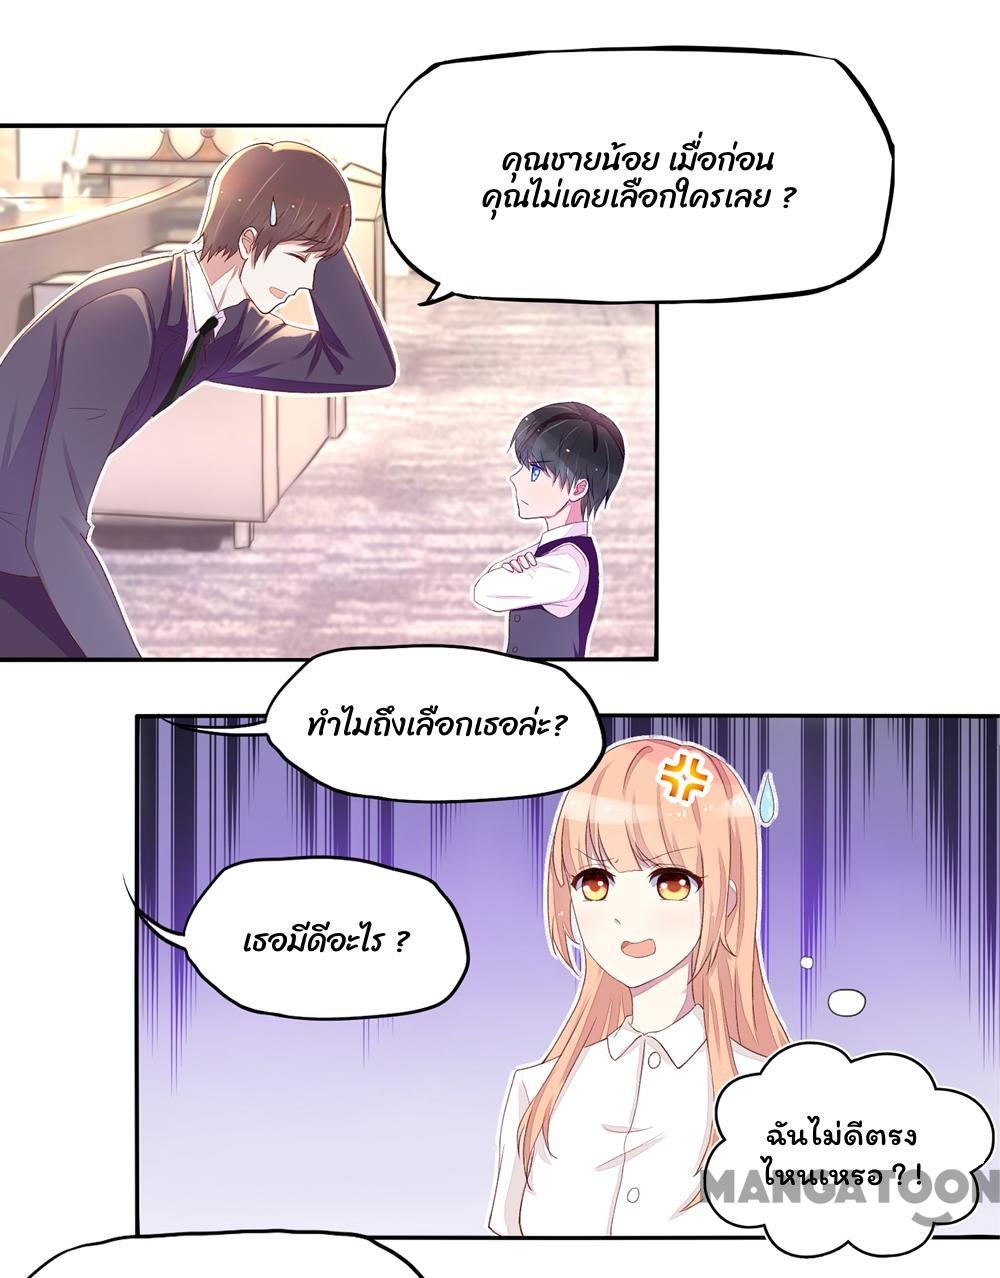 คุณชายน้อย เมื่อก่อน
คุณไม่เคยเลือกใครเลย ?
ทำไมถึงเลือกเธอล่ะ?
เธอมีดีอะไร ?
ฉันไม่ดีตรง
ไหนเหรอ ? !
MANGATOON